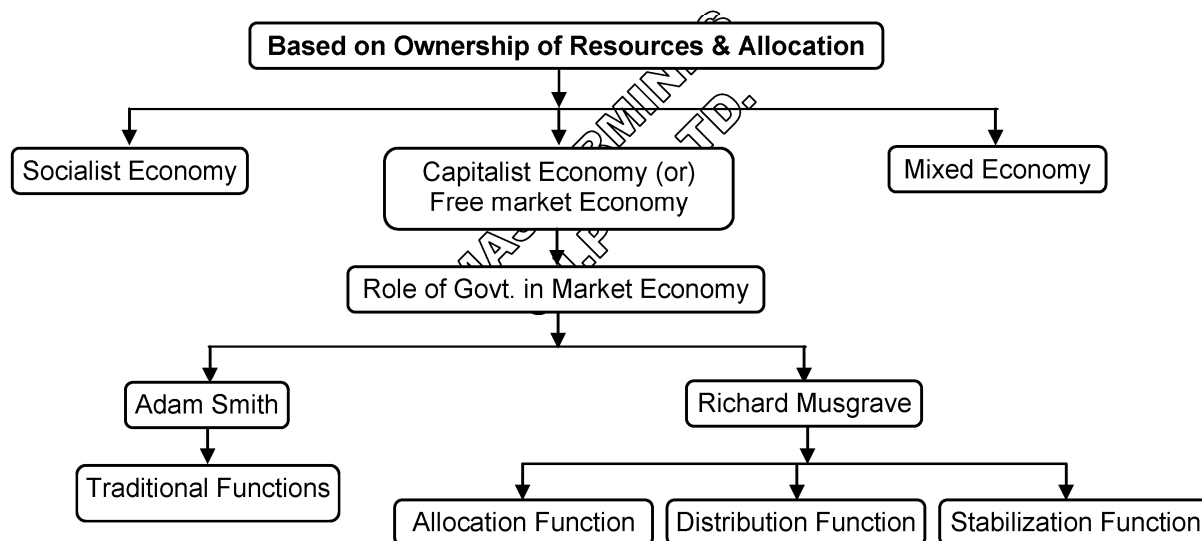 Based on Ownership of Resources & Allocation
Socialist Economy
Capitalist Economy (or)
Free market Economy
Mixed Economy
Role of Govt. in Market Economy
Adam Smith
Richard Musgrave
Traditional Functions
Allocation Function
Distribution Function
Stabilization Function